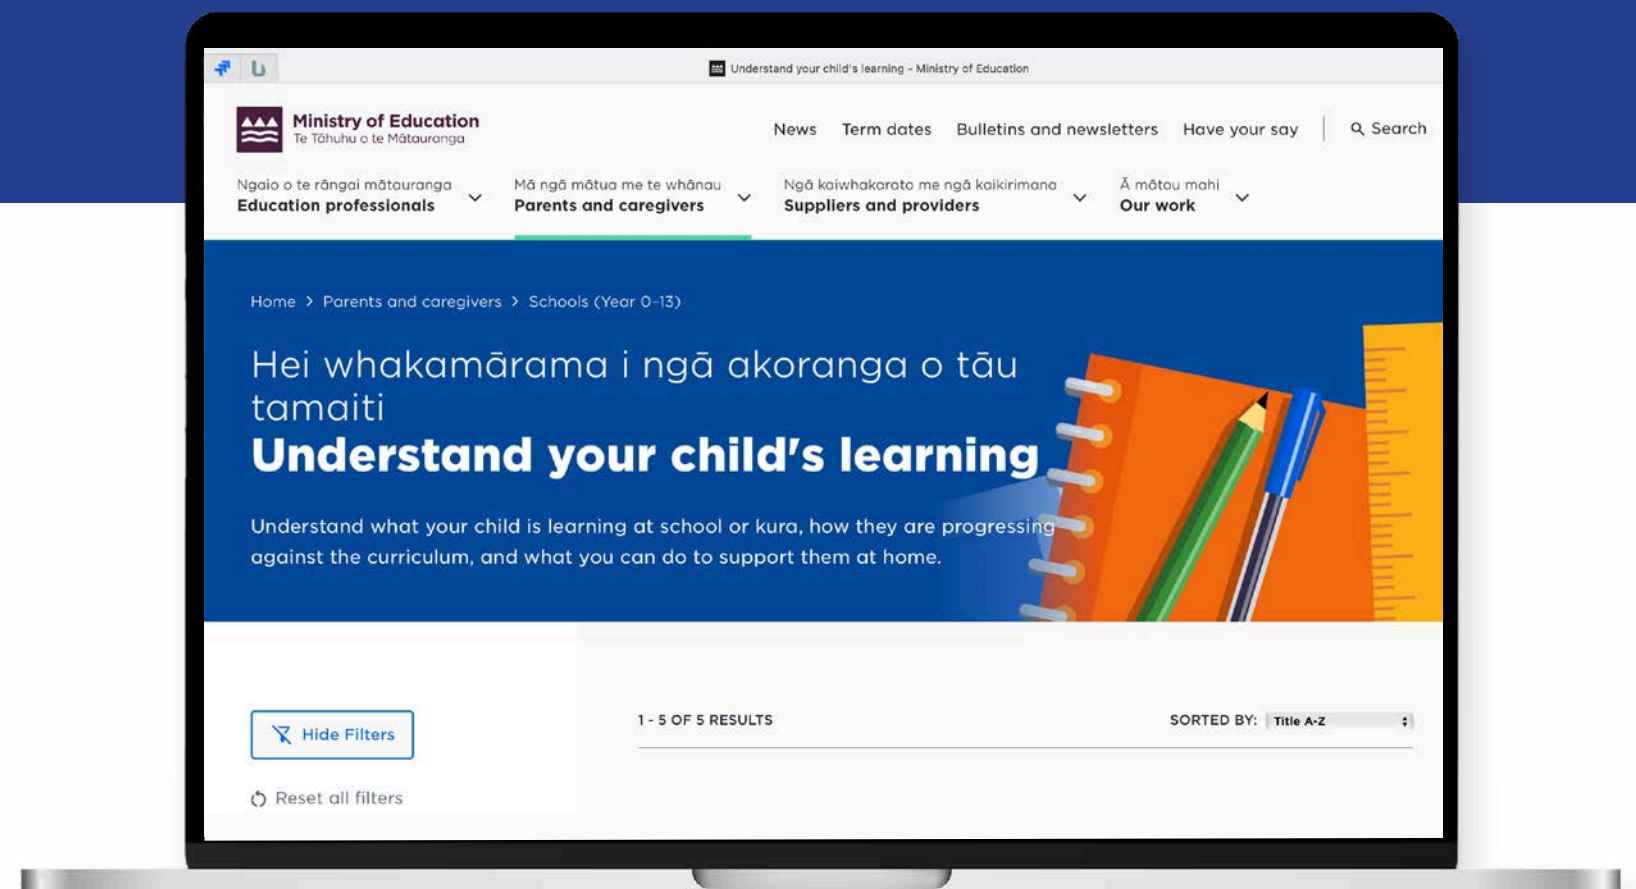 Understand your child's learning - Ministry of Education
Ministry of Education
Te Tāhuhu o te Mātauranga
News Term dates Bulletins and newsletters Have your say Search
Ngaio o te rāngai mātauranga
Education professionals
Mā ngā mātua me te whānau
Parents and caregivers
Ngā kaiwhakarato me ngā kaikirimana
Suppliers and providers
Ā mātou mahi
Our work
Home > Parents and caregivers > Schools (Year 0-13)
Hei whakamārama i ngā akoranga o tāu
tamaiti
Understand your child's learning
Understand what your child is learning at school or kura, how they are progressing
against the curriculum, and what you can do to support them at home.
Hide Filters
Reset all filters
1 - 5 OF 5 RESULTS
SORTED BY: Title A-Z